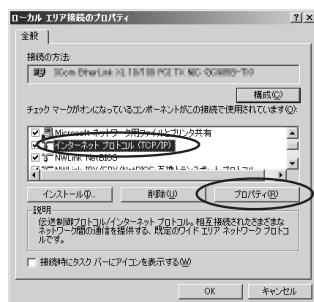 ローカル エリア接続のプロパティ
全般
接続の方法:
構成(C)
チェック マークがオンになっているコンポーネントがこの接続で使用されています(O):
Microsoft ネットワーク用ファイルとプリンタ共有
インターネット プロトコル (TCP/IP)
NWLink NetBIOS
インストール(I)...
削除(U)
プロパティ(R)
説明
伝送制御プロトコル/インターネット プロトコル。相互接続されたさまざまな
ネットワーク間の通信を提供する、既定のワイド エリア ネットワーク プロトコ
ルです。
接続時にタスク バーにアイコンを表示する(W)
OK
キャンセル